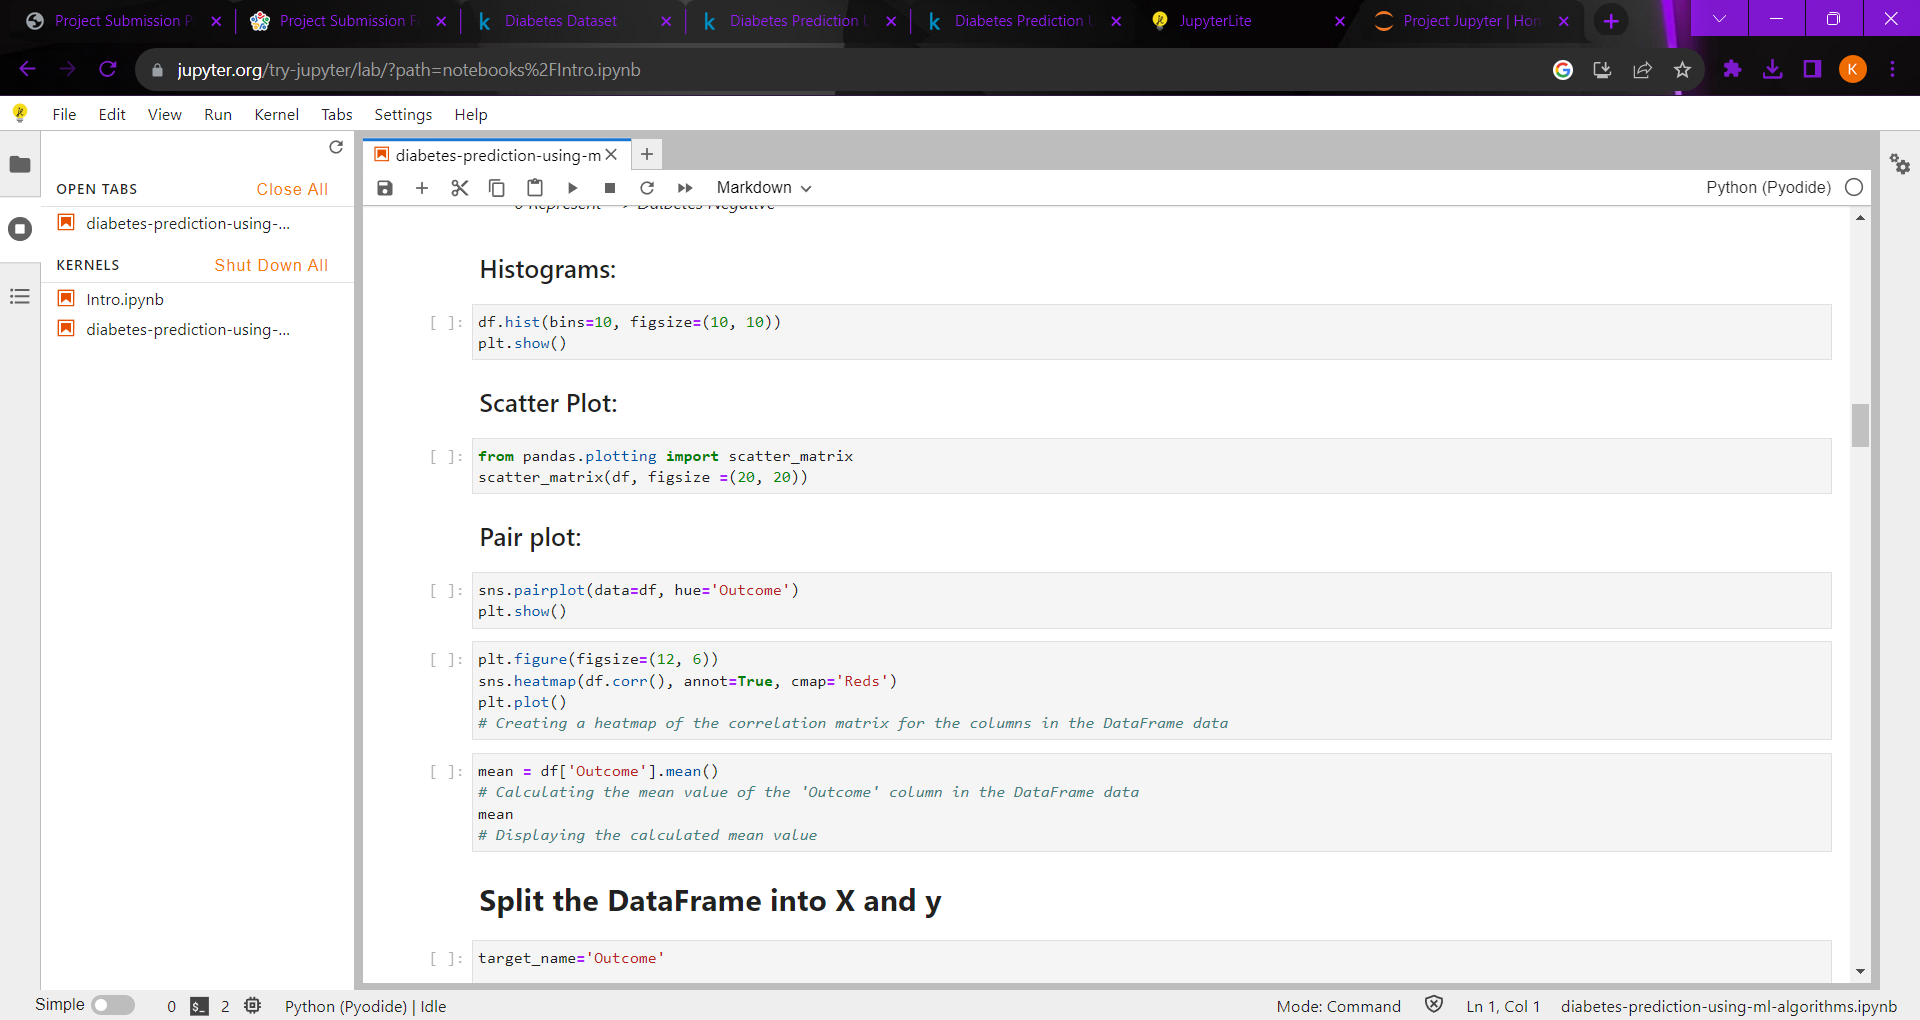 Project Submission P
Project Submission F
Diabetes Dataset
Diabetes Prediction U
Diabetes Prediction U
JupyterLite
Project Jupyter | Hom
jupyter.org/try-jupyter/lab/?path=notebooks%2FIntro.ipynb
K
File Edit View Run Kernel Tabs Settings Help
OPEN TABS
Close All
diabetes-prediction-using-...
KERNELS
Shut Down All
Intro.ipynb
diabetes-prediction-using-...
diabetes-prediction-using-m
Markdown
Python (Pyodide)
0 Represent --> Daibetes Negative
Histograms:
[ ]: df.hist(bins=10, figsize=(10, 10))
plt.show()
Scatter Plot:
[ ]: from pandas.plotting import scatter_matrix
scatter_matrix(df, figsize =(20, 20))
Pair plot:
[ ]: sns.pairplot(data=df, hue='Outcome')
plt.show()
[ ]: plt.figure(figsize=(12, 6))
sns.heatmap(df.corr(), annot=True, cmap='Reds')
plt.plot()
# Creating a heatmap of the correlation matrix for the columns in the DataFrame data
[ ]: mean = df['Outcome'].mean()
# Calculating the mean value of the 'Outcome' column in the DataFrame data
mean
# Displaying the calculated mean value
Split the DataFrame into X and y
[ ]: target_name='Outcome'
Simple 0 2 Python (Pyodide) | Idle
Mode: Command Ln 1, Col 1 diabetes-prediction-using-ml-algorithms.ipynb